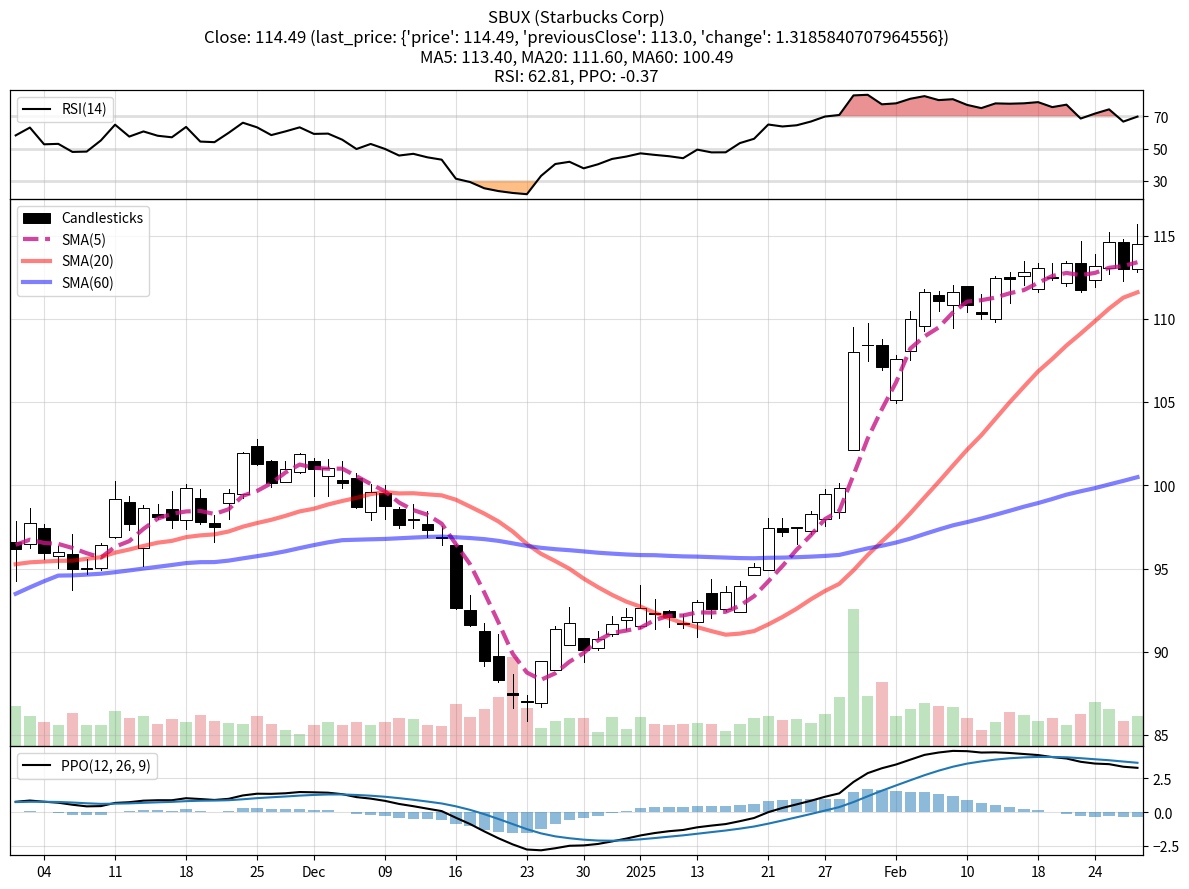 SBUX (Starbucks Corp)
Close: 114.49 (last_price: {'price': 114.49, 'previousClose': 113.0, 'change': 1.3185840707964556})
MA5: 113.40, MA20: 111.60, MA60: 100.49
RSI: 62.81, PPO: -0.37
RSI(14)
70
50
30
Candlesticks
SMA(5)
SMA(20)
SMA(60)
115
110
105
100
95
90
85
PPO(12, 26, 9)
2.5
0.0
−2.5
04 11 18 25 Dec 09 16 23 30 2025 13 21 27 Feb 10 18 24